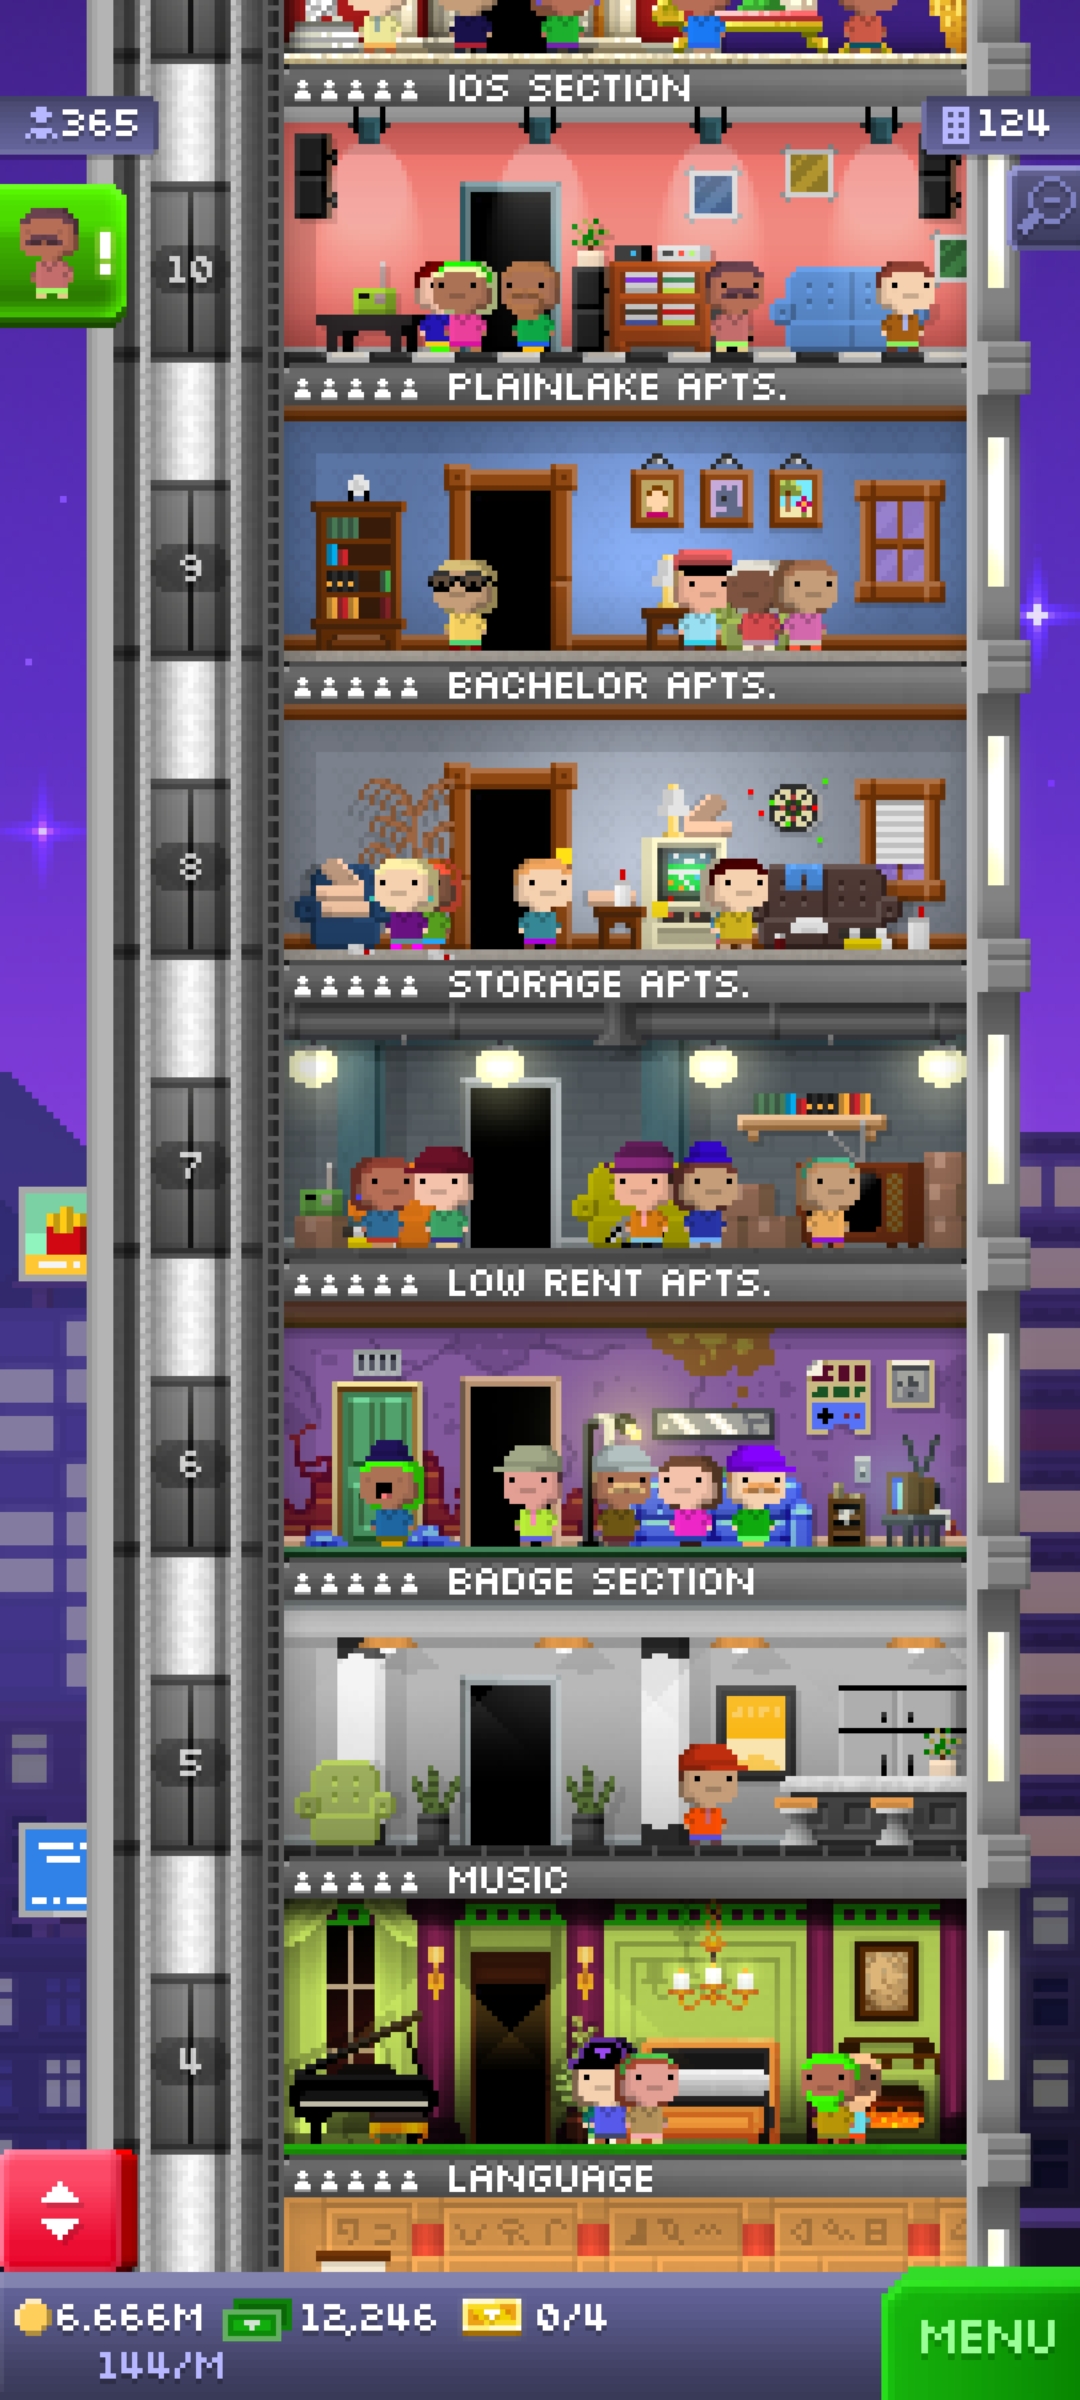 IOS SECTION
365
124
!
10
PLAINLAKE APTS.
9
BACHELOR APTS.
8
STORAGE APTS.
7
LOW RENT APTS.
6
BADGE SECTION
5
MUSIC
4
LANGUAGE
6.666M 12,246 0/4
144/M
MENU